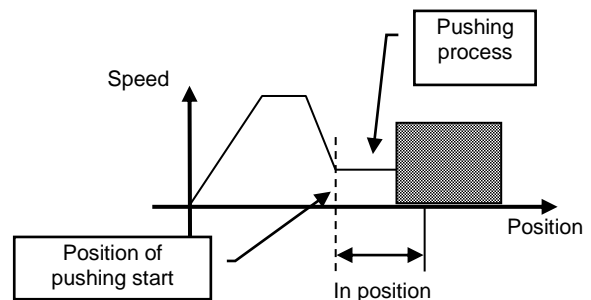 Pushing
process
Speed
Position
Position of
pushing start
In position